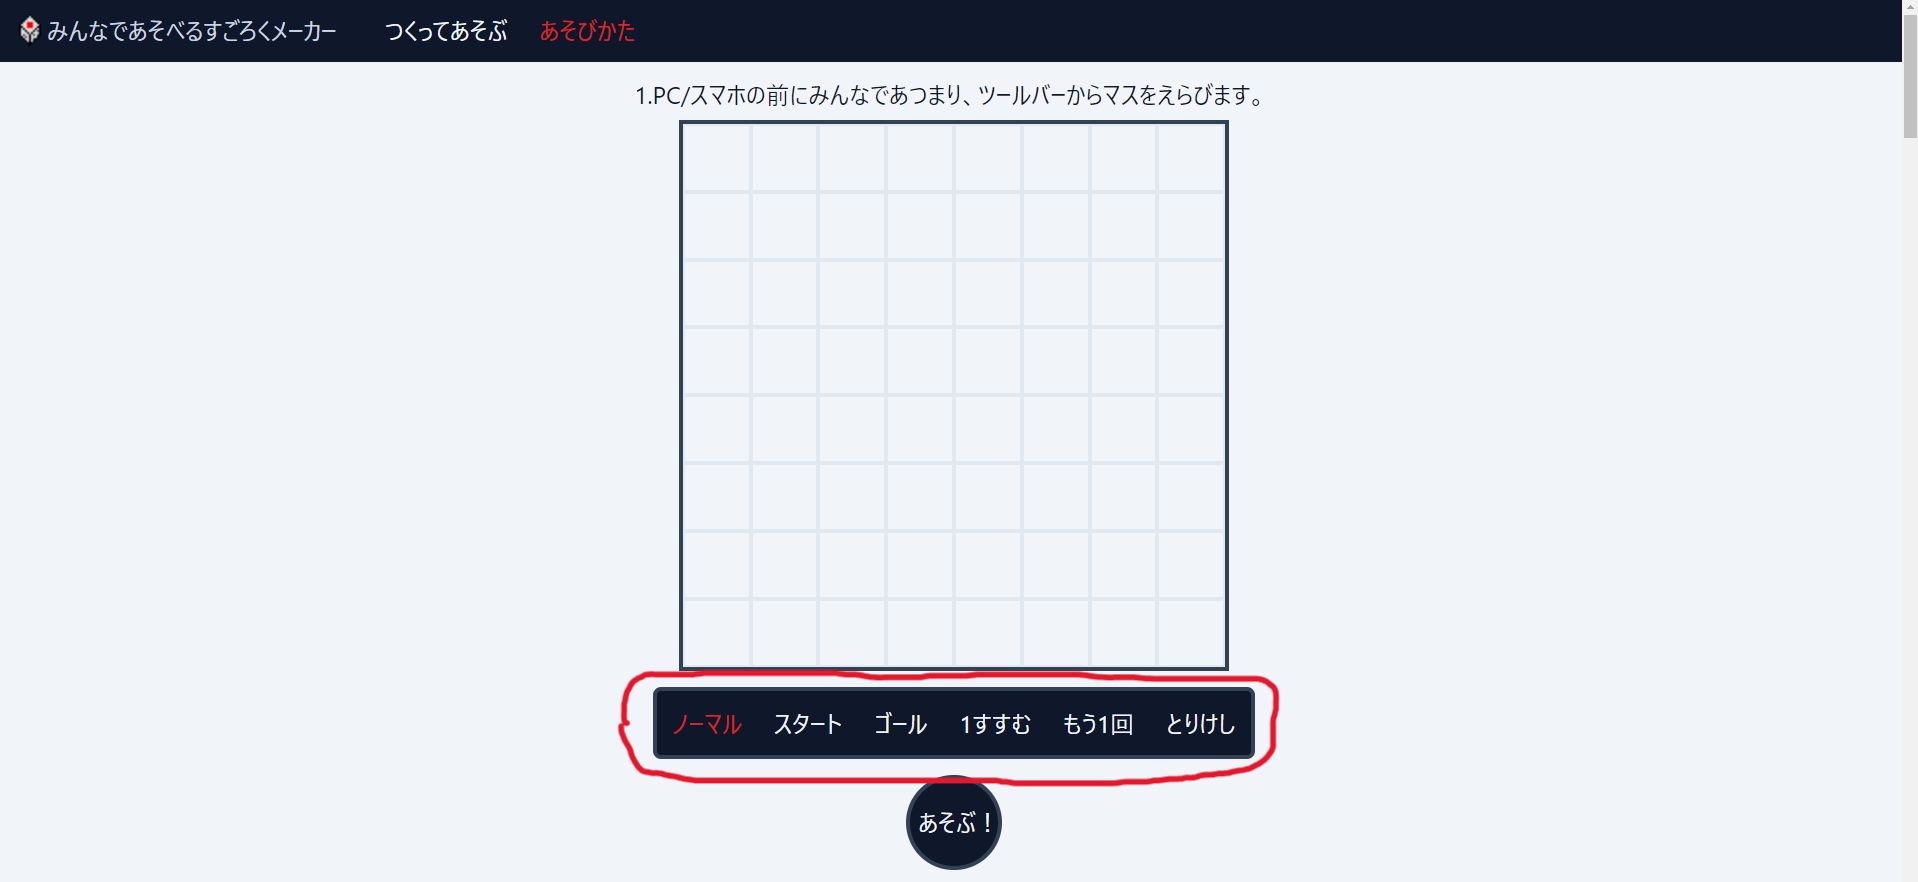 みんなであそべるすごろくメーカー つくってあそぶ あそびかた
1.PC/スマホの前にみんなであつまり、ツールバーからマスをえらびます。
ノーマル スタート ゴール 1すすむ もう1回 とりけし
あそぶ！